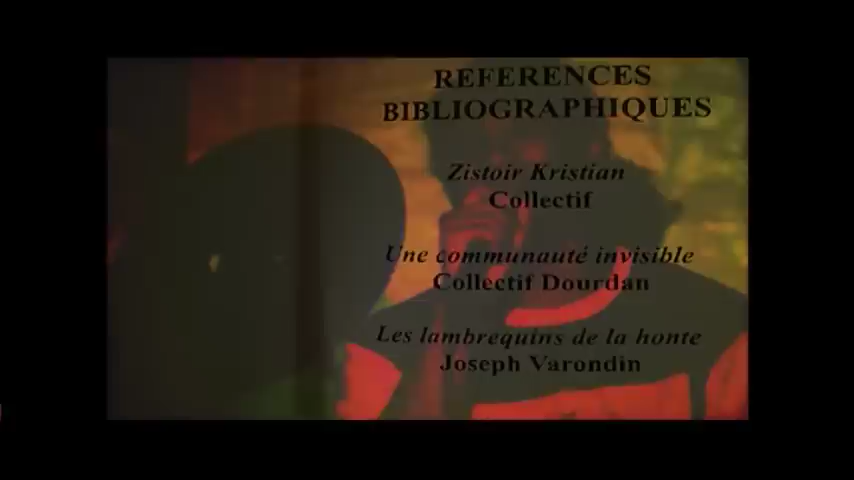 REFERENCES
BIBLIOGRAPHIQUES
Zistoir Kristian
Collectif
Une communauté invisible
Collectif Dourdan
Les lambrequins de la honte
Joseph Varondin